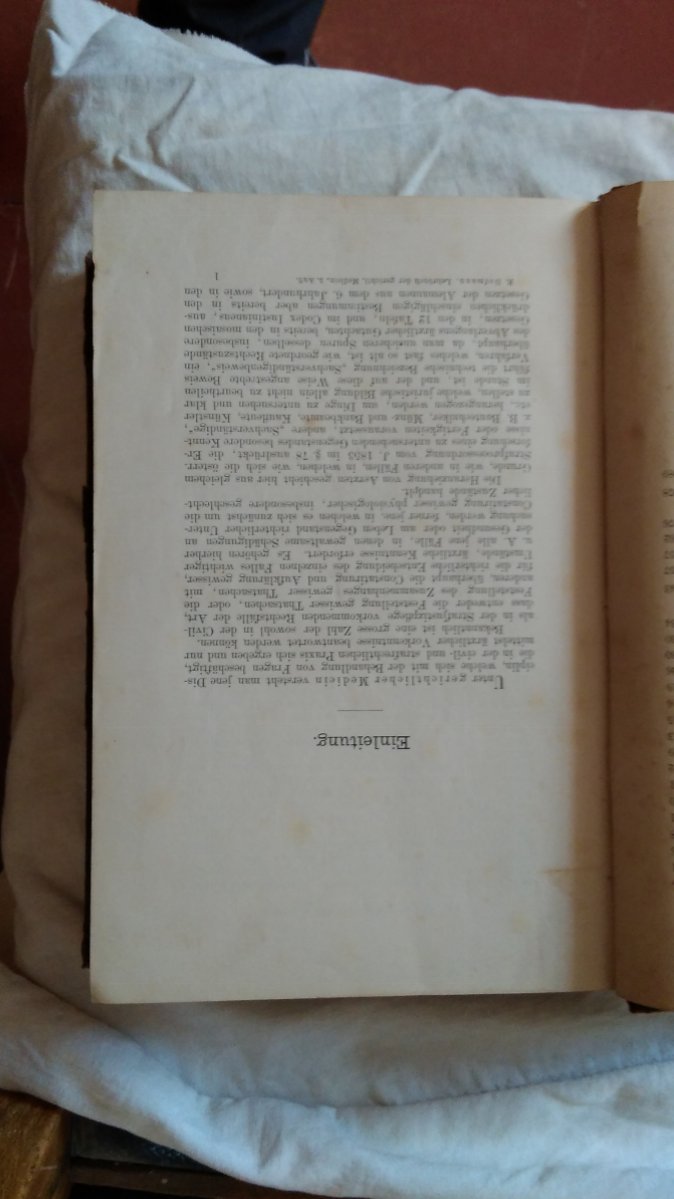 Einleitung.
Unter gerichtlicher Medicin versteht man jene Dis-
ciplin, welche sich mit der Behandlung von Fragen beschäftigt,
die in der civil- und strafrechtlichen Praxis sich ergeben und nur
mittelst ärztlicher Vorkenntnisse beantwortet werden können.
Bekanntlich ist eine grosse Zahl der sowohl in der Civil-
als in der Strafjustizpflege vorkommenden Rechtsfälle der Art,
dass entweder die Feststellung gewisser Thatsachen, oder die
Feststellung des Zusammenhanges gewisser Thatsachen, mit
anderen, überhaupt die Constatirung und Aufklärung gewisser,
für die richterliche Entscheidung des einzelnen Falles wichtiger
Umstände, ärztliche Kenntnisse erfordert. Es gehören hierher
u. A. alle jene Fälle, in denen gewaltsame Schädigungen an
der Gesundheit oder am Leben Gegenstand richterlicher Unter-
suchung werden, ferner jene, in welchen es sich zunächst um die
Constatirung gewisser physiologischer, insbesondere geschlecht-
licher Zustände handelt.
Die Heranziehung von Aerzten geschieht hier aus gleichem
Grunde, wie in anderen Fällen, in welchen, wie sich die österr.
Strafprocessordnung vom J. 1853 im § 78 ausdrückt, die Er-
forschung eines zu untersuchenden Gegenstandes besondere Kennt-
nisse oder Fertigkeiten voraussetzt, andere „Sachverständige",
z. B. Bautechniker, Münz- und Bankbeamte, Kaufleute, Künstler
etc., herangezogen werden, um Dinge zu untersuchen und klar
zu stellen, welche juristische Bildung allein nicht zu beurtheilen
im Stande ist, und der auf diese Weise angestrebte Beweis
führt die technische Bezeichnung „Sachverständigenbeweis", ein
Verfahren, welches fast so alt ist, wie geordnete Rechtszustände
überhaupt, da man unsicheren Spuren desselben, insbesondere
des Abverlangens ärztlicher Gutachten, bereits in den mosaischen
Gesetzen, in den 12 Tafeln, und im Codex Justinianus, aus-
drücklichen einschlägigen Bestimmungen aber bereits in den
Gesetzen der Alemannen aus dem 6. Jahrhundert, sowie in den
E. Hofmann, Lehrbuch der gerichtl. Medicin. Aufl. 1